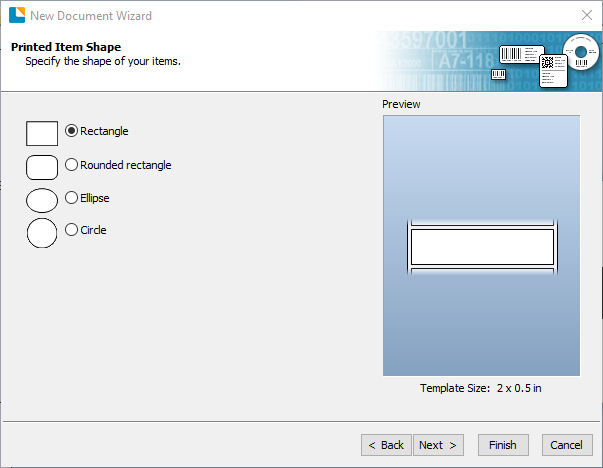 New Document Wizard
Printed Item Shape
Specify the shape of your items.
3597001
A7-118
Preview
Rectangle
Rounded rectangle
Ellipse
Circle
Template Size: 2 x 0.5 in
< Back
Next >
Finish
Cancel